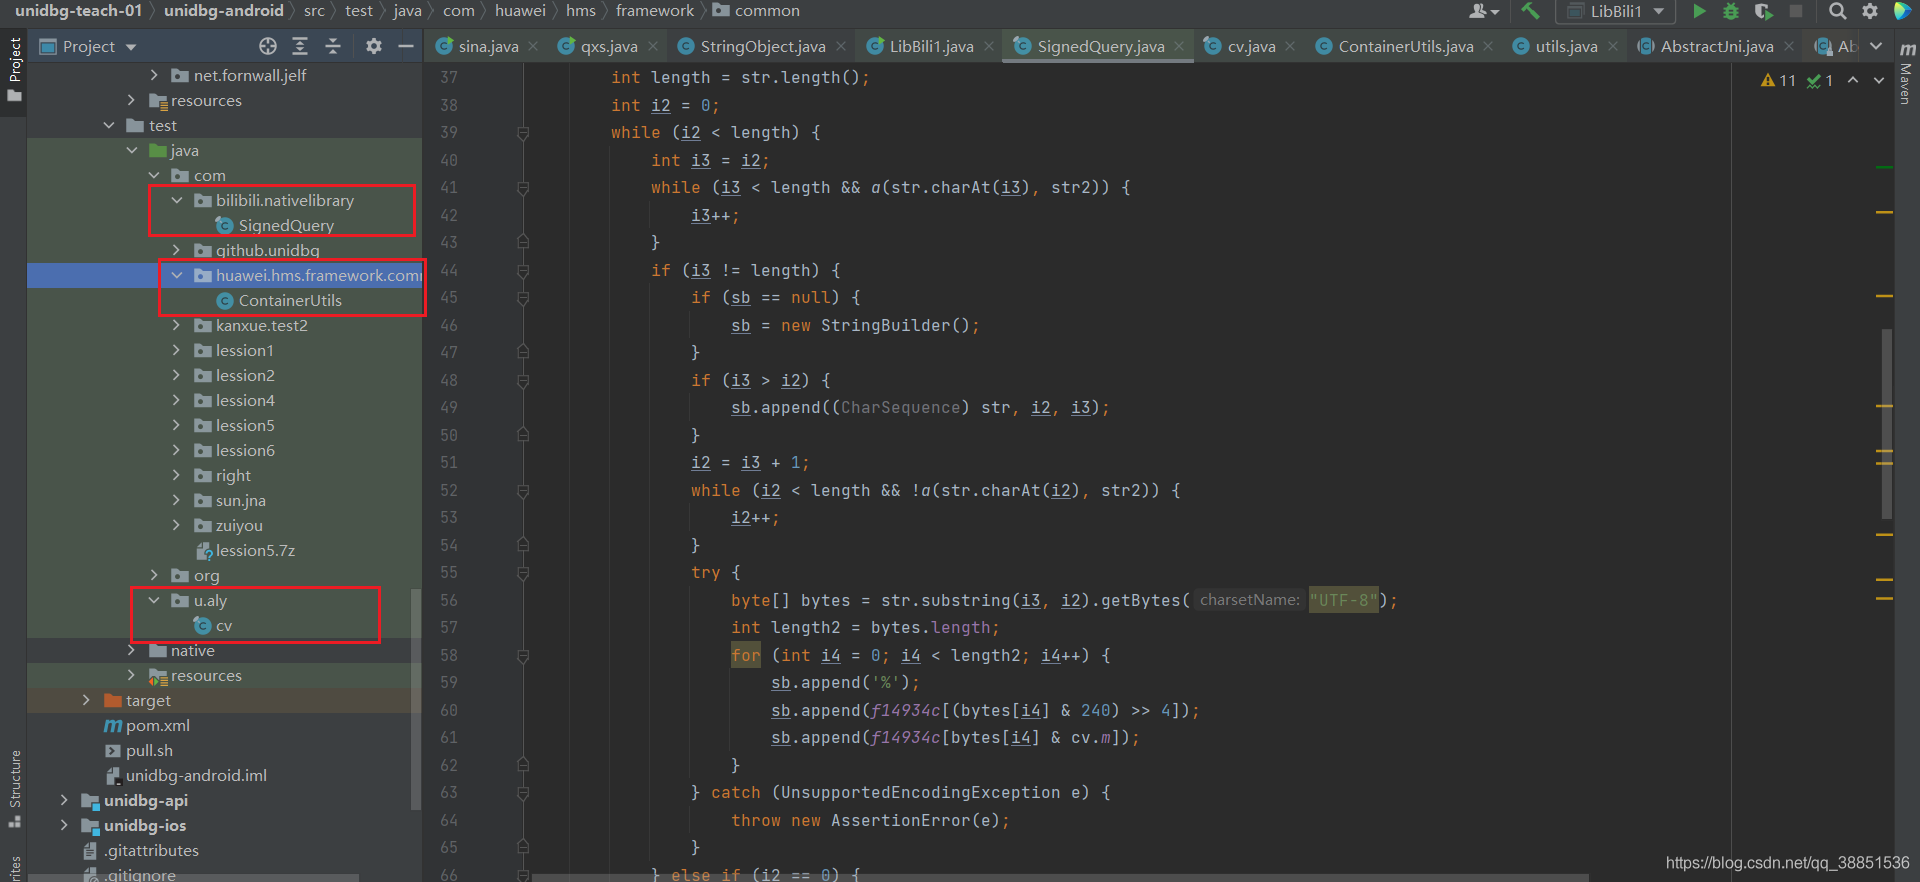 unidbg-teach-01 › unidbg-android › src › test › java › com › huawei › hms › framework › common
LibBili1
Project
sina.java
qxs.java
StringObject.java
LibBili1.java
SignedQuery.java
cv.java
ContainerUtils.java
utils.java
AbstractJni.java
Ab
Project
Maven
Structure
net.fornwall.jelf
resources
test
java
com
bilibili.nativelibrary
SignedQuery
github.unidbg
huawei.hms.framework.com
ContainerUtils
kanxue.test2
lession1
lession2
lession4
lession5
lession6
right
sun.jna
zuiyou
lession5.7z
org
u.aly
cv
native
resources
target
pom.xml
pull.sh
unidbg-android.iml
unidbg-api
unidbg-ios
.gitattributes
.gitignore
11 1
37 int length = str.length();
38 int i2 = 0;
39 while (i2 < length) {
40 int i3 = i2;
41 while (i3 < length && a(str.charAt(i3), str2)) {
42 i3++;
43 }
44 if (i3 != length) {
45 if (sb == null) {
46 sb = new StringBuilder();
47 }
48 if (i3 > i2) {
49 sb.append((CharSequence) str, i2, i3);
50 }
51 i2 = i3 + 1;
52 while (i2 < length && !a(str.charAt(i2), str2)) {
53 i2++;
54 }
55 try {
56 byte[] bytes = str.substring(i3, i2).getBytes( charsetName: "UTF-8");
57 int length2 = bytes.length;
58 for (int i4 = 0; i4 < length2; i4++) {
59 sb.append('%');
60 sb.append(f14934c[(bytes[i4] & 240) >> 4]);
61 sb.append(f14934c[bytes[i4] & cv.m]);
62 }
63 } catch (UnsupportedEncodingException e) {
64 throw new AssertionError(e);
65 }
66 } else if (i2 == 0) {
https://blog.csdn.net/qq_38851536